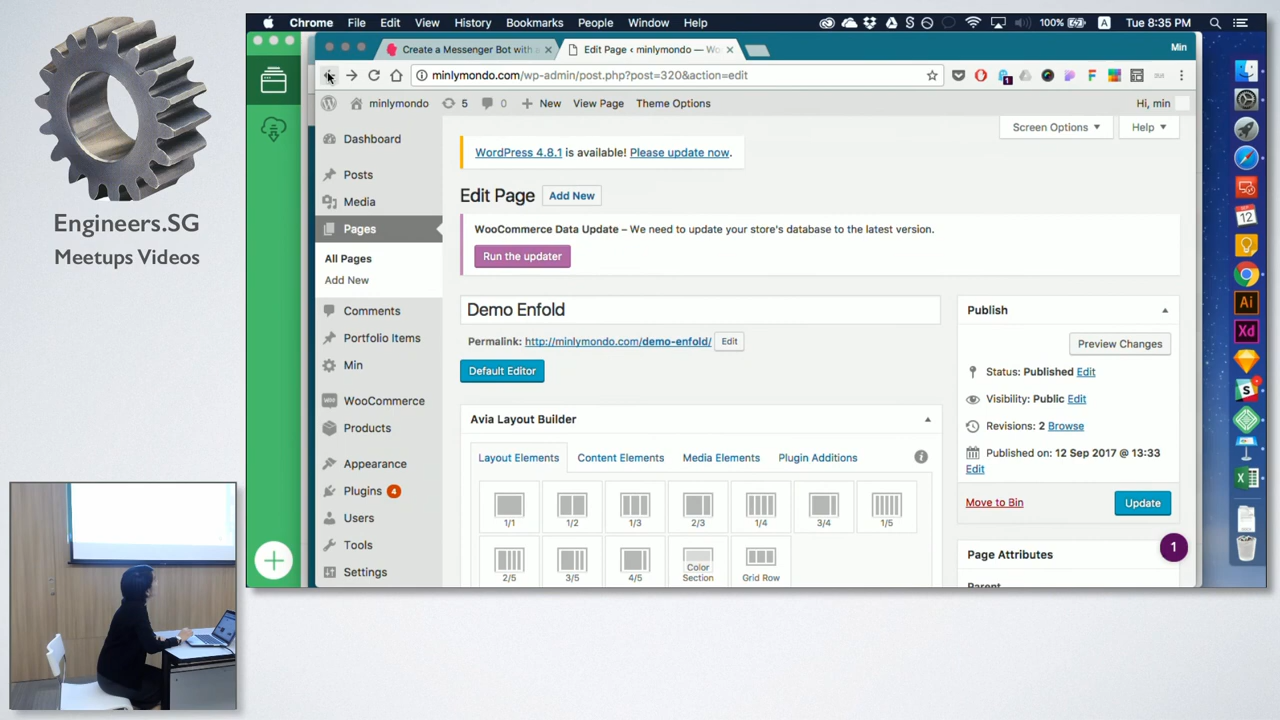 Engineers.SG
Meetups Videos
Chrome File Edit View History Bookmarks People Window Help
100% Tue 8:35 PM
Create a Messenger Bot with
Edit Page ‹ minlymondo — Wo
Min
minlymondo.com/wp-admin/post.php?post=320&action=edit
minlymondo 5 0 New View Page Theme Options
Hi, min
Screen Options Help
Dashboard
Posts
Media
Pages
All Pages
Add New
Comments
Portfolio Items
Min
WooCommerce
Products
Appearance
Plugins 4
Users
Tools
Settings
WordPress 4.8.1 is available! Please update now.
Edit Page Add New
WooCommerce Data Update – We need to update your store's database to the latest version.
Run the updater
Demo Enfold
Permalink: http://minlymondo.com/demo-enfold/ Edit
Default Editor
Avia Layout Builder
Layout Elements Content Elements Media Elements Plugin Additions
1/1 1/2 1/3 2/3 1/4 3/4 1/5
2/5 3/5 4/5 Color Section Grid Row
Publish
Preview Changes
Status: Published Edit
Visibility: Public Edit
Revisions: 2 Browse
Published on: 12 Sep 2017 @ 13:33
Edit
Move to Bin
Update
Page Attributes
1
12
Ai
Xd